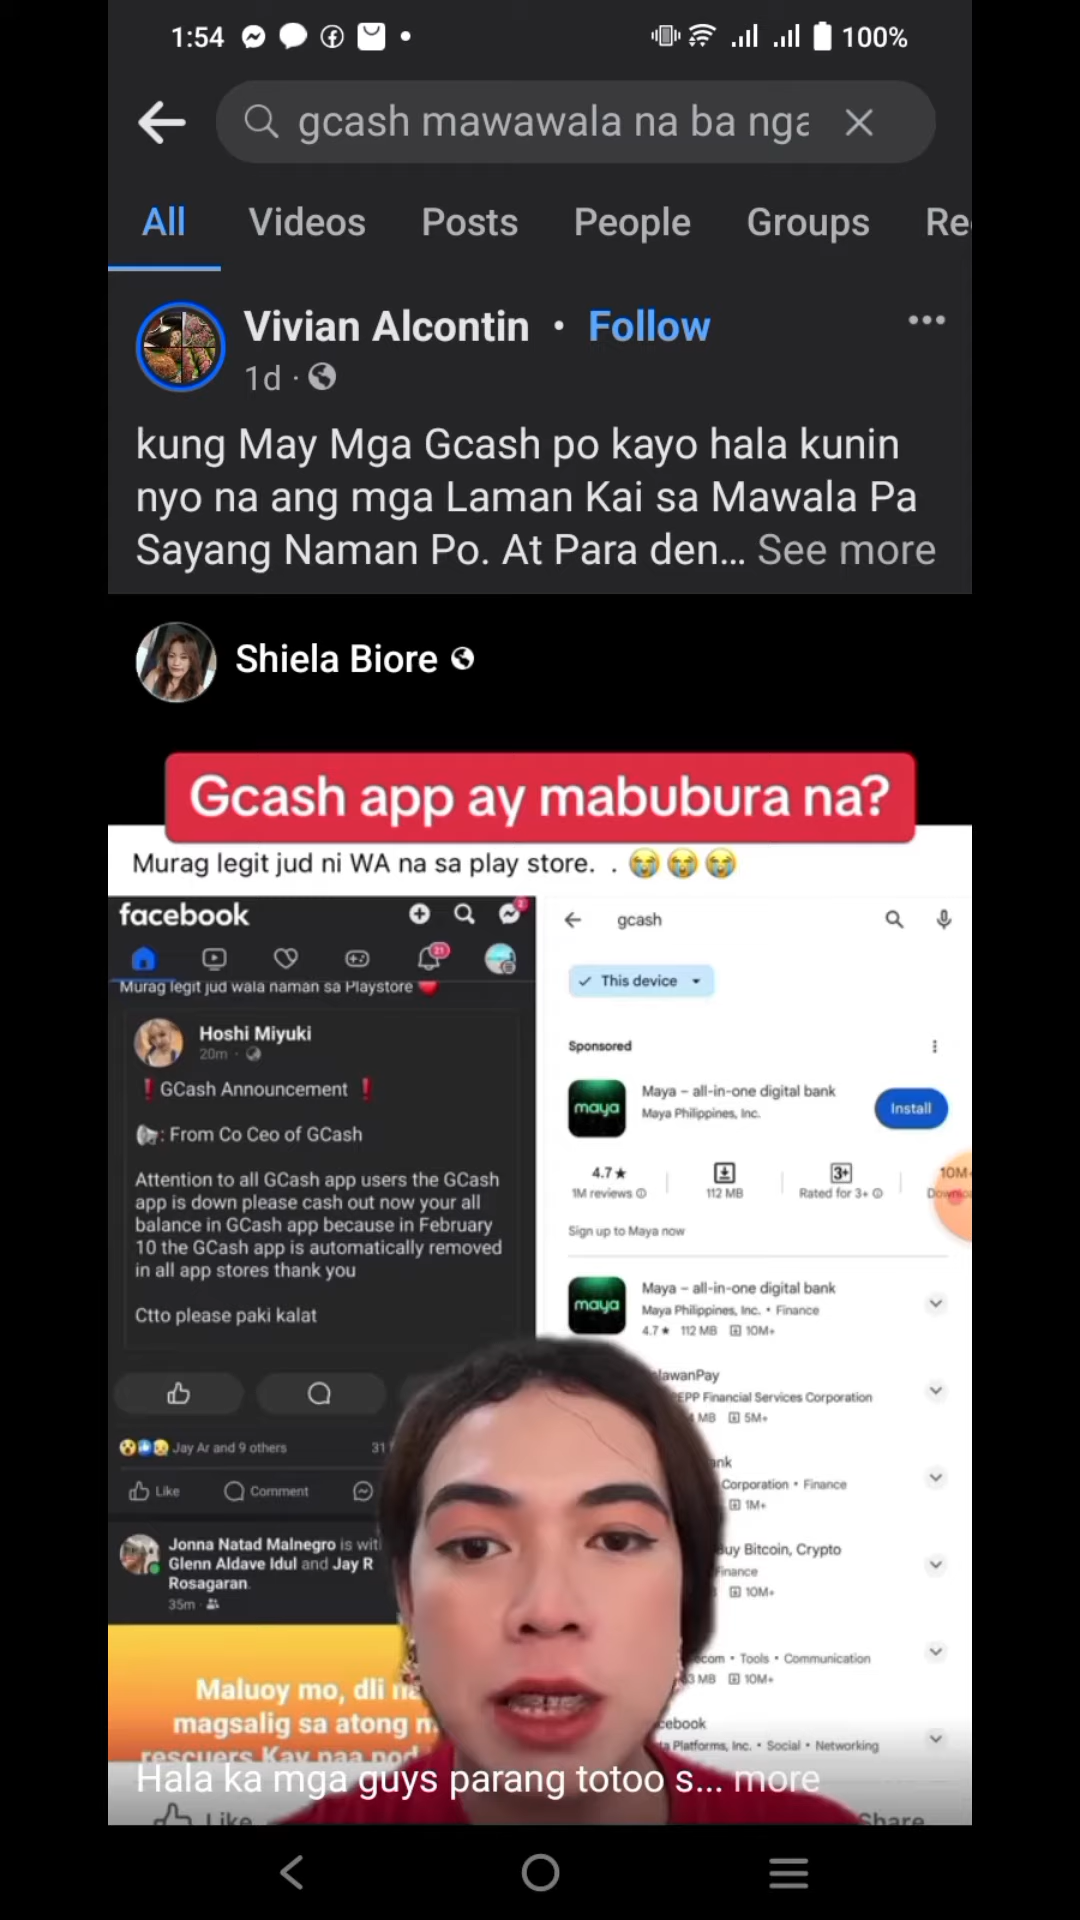 1:54
100%
gcash mawawala na ba nga
All Videos Posts People Groups Re
Vivian Alcontin • Follow
1d ·
kung May Mga Gcash po kayo hala kunin
nyo na ang mga Laman Kai sa Mawala Pa
Sayang Naman Po. At Para den... See more
Shiela Biore
Gcash app ay mabubura na?
Murag legit jud ni WA na sa play store. . 😭😭😭
facebook
2
21
Murag legit jud wala naman sa Playstore ❤️
Hoshi Miyuki
20m ·
❗GCash Announcement ❗
📢: From Co Ceo of GCash
Attention to all GCash app users the GCash
app is down please cash out now your all
balance in GCash app because in February
10 the GCash app is automatically removed
in all app stores thank you
Ctto please paki kalat
Jay Ar and 9 others
31
Like Comment
Jonna Natad Malnegro is with
Glenn Aldave Idul and Jay R
Rosagaran.
35m ·
Maluoy mo, dli
magsalig sa atong
rescuers Kay naa pod
gcash
This device
Sponsored
Maya – all-in-one digital bank
Maya Philippines, Inc.
Install
maya
4.7★ 3+ 10M+
1M reviews 112 MB Rated for 3+
Sign up to Maya now
Maya – all-in-one digital bank
maya
Maya Philippines, Inc. • Finance
4.7★ 112 MB 10M+
lawanPay
EPP Financial Services Corporation
MB 5M+
ank
Corporation • Finance
1M+
uy Bitcoin, Crypto
Finance
10M+
com • Tools • Communication
3 MB 10M+
cebook
ta Platforms, Inc. • Social • Networking
Hala ka mga guys parang totoo s... more
Like Share